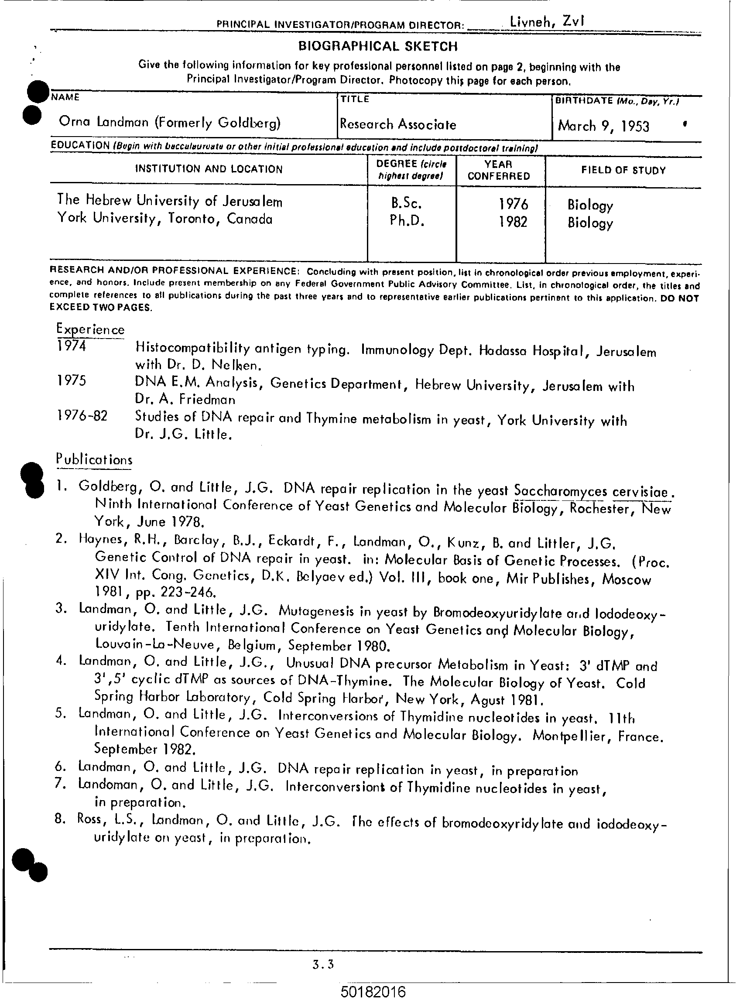 PRINCIPAL INVESTIGATOR/PROGRAM DIRECTOR: Livneh, Zvi
BIOGRAPHICAL SKETCH
Give the following information for key professional personnel listed on page 2, beginning with the
Principal Investigator/Program Director. Photocopy this page for each person.
NAME TITLE BIRTHDATE (Mo., Day, Yr.)
Orna Landman (Formerly Goldberg) Research Associate March 9, 1953
EDUCATION (Begin with baccalaureate or other initial professional education and include postdoctoral training)
INSTITUTION AND LOCATION DEGREE (circle highest degree) YEAR CONFERRED FIELD OF STUDY
The Hebrew University of Jerusalem B.Sc. 1976 Biology
York University, Toronto, Canada Ph.D. 1982 Biology
RESEARCH AND/OR PROFESSIONAL EXPERIENCE: Concluding with present position, list in chronological order previous employment, experi-
ence, and honors. Include present membership on any Federal Government Public Advisory Committee. List, in chronological order, the titles and
complete references to all publications during the past three years and to representative earlier publications pertinent to this application. DO NOT
EXCEED TWO PAGES.
Experience
1974 Histocompatibility antigen typing. Immunology Dept. Hadassa Hospital, Jerusalem
with Dr. D. Nelken.
1975 DNA E.M. Analysis, Genetics Department, Hebrew University, Jerusalem with
Dr. A. Friedman
1976-82 Studies of DNA repair and Thymine metabolism in yeast, York University with
Dr. J.G. Little.
Publications
1. Goldberg, O. and Little, J.G. DNA repair replication in the yeast Saccharomyces cervisiae.
Ninth International Conference of Yeast Genetics and Molecular Biology, Rochester, New
York, June 1978.
2. Haynes, R.H., Barclay, B.J., Eckardt, F., Landman, O., Kunz, B. and Littler, J.G.
Genetic Control of DNA repair in yeast. in: Molecular Basis of Genetic Processes. (Proc.
XIV Int. Cong. Genetics, D.K. Belyaev ed.) Vol. III, book one, Mir Publishes, Moscow
1981, pp. 223-246.
3. Landman, O. and Little, J.G. Mutagenesis in yeast by Bromodeoxyuridylate and Iododeoxy-
uridylate. Tenth International Conference on Yeast Genetics and Molecular Biology,
Louvain-La-Neuve, Belgium, September 1980.
4. Landman, O. and Little, J.G., Unusual DNA precursor Metabolism in Yeast: 3' dTMP and
3',5' cyclic dTMP as sources of DNA-Thymine. The Molecular Biology of Yeast. Cold
Spring Harbor Laboratory, Cold Spring Harbor, New York, Agust 1981.
5. Landman, O. and Little, J.G. Interconversions of Thymidine nucleotides in yeast. 11th
International Conference on Yeast Genetics and Molecular Biology. Montpellier, France.
September 1982.
6. Landman, O. and Little, J.G. DNA repair replication in yeast, in preparation
7. Landoman, O. and Little, J.G. Interconversions of Thymidine nucleotides in yeast,
in preparation.
8. Ross, L.S., Landman, O. and Little, J.G. The effects of bromodeoxyridylate and iododeoxy-
uridylate on yeast, in preparation.
3.3
50182016